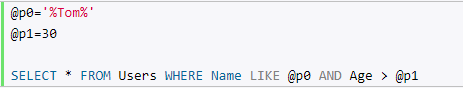 @p0='%Tom%'
@p1=30
SELECT * FROM Users WHERE Name LIKE @p0 AND Age > @p1